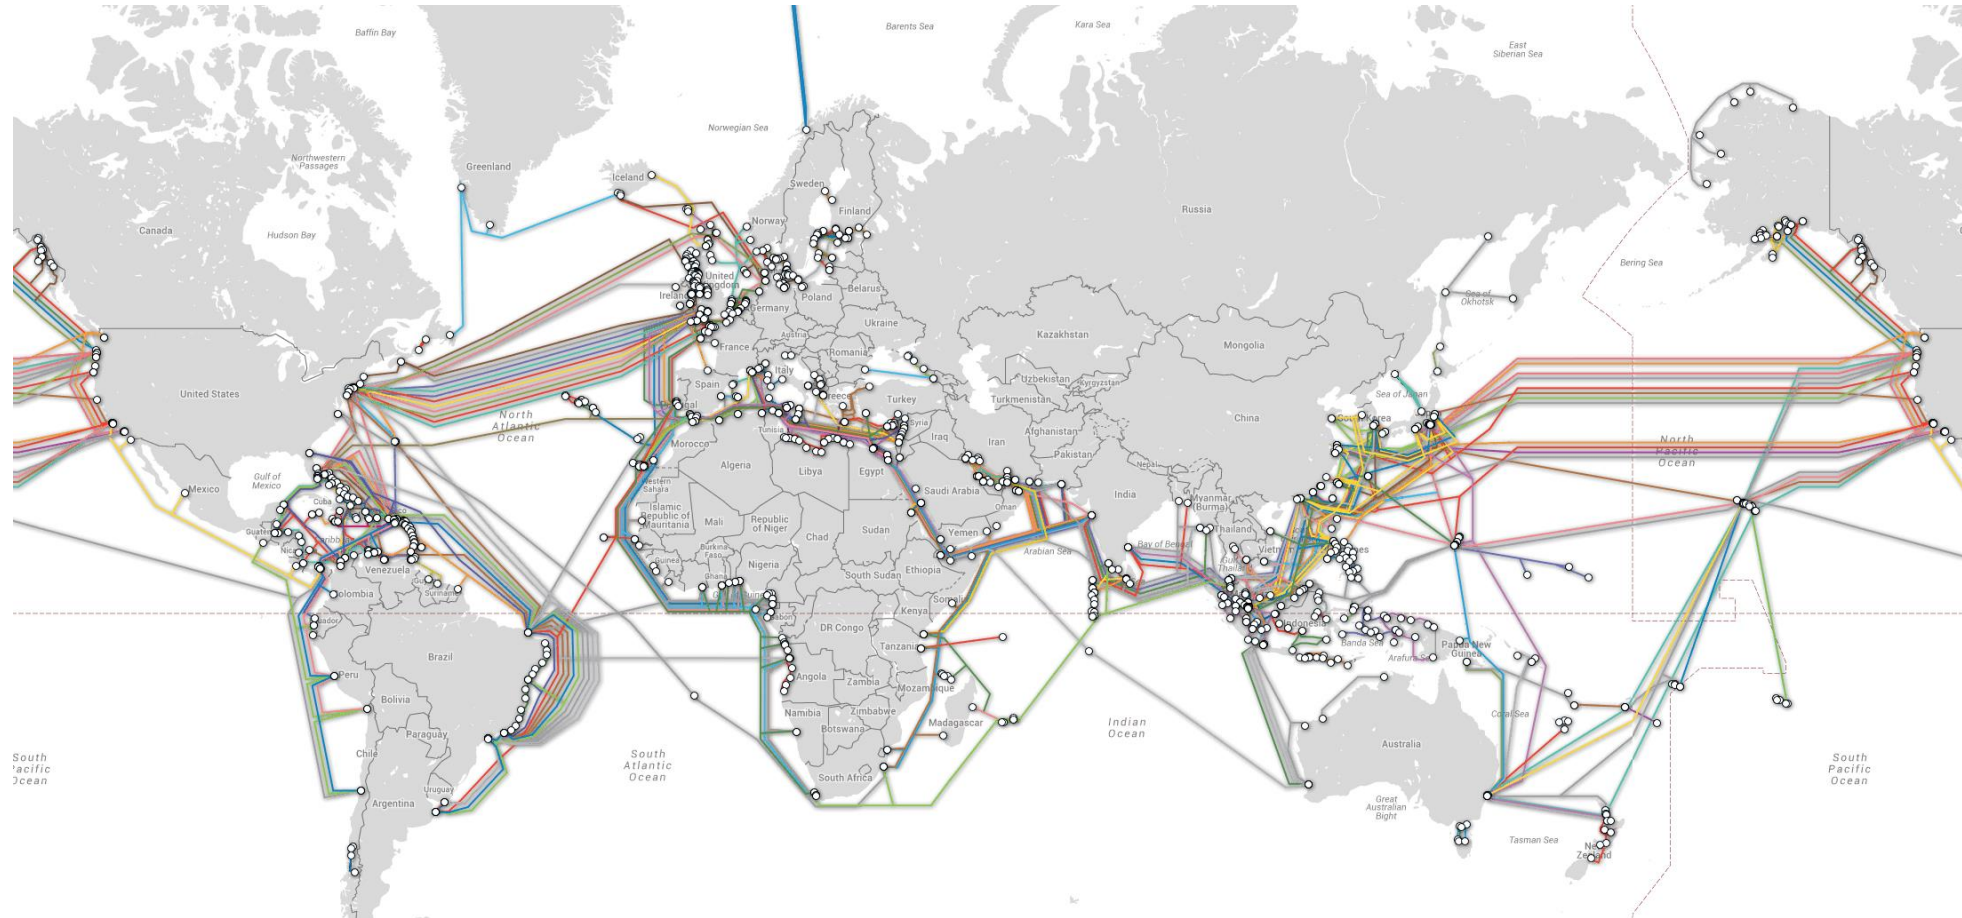 Baffin Bay
Barents Sea
Kara Sea
East
Siberian Sea
Norwegian Sea
Northwestern
Passages
Greenland
Iceland
Sweden
Finland
Norway
Russia
Canada
Hudson Bay
Bering Sea
Sea of
Okhotsk
United
Ireland
Poland
Belarus
Germany
Ukraine
Kazakhstan
Mongolia
Austria
France
Romania
Italy
Uzbekistan
Kyrgyzstan
United States
Spain
Turkey
Turkmenistan
Sea of Japan
North
Atlantic
Ocean
China
North
Pacific
Ocean
Tunisia
Syria
Morocco
Iraq
Iran
Afghanistan
Pakistan
Algeria
Libya
Egypt
Nepal
Gulf of
Mexico
Mexico
Western
Sahara
Saudi Arabia
India
Myanmar
(Burma)
Cuba
Oman
Islamic
Republic of
Mauritania
Mali
Republic
of Niger
Chad
Sudan
Yemen
Thailand
Arabian Sea
Bay of Bengal
Burkina
Faso
Guinea
Ghana
Nigeria
South Sudan
Ethiopia
Venezuela
Suriname
Kenya
DR Congo
Tanzania
Brazil
Indonesia
Banda Sea
Papua New
Guinea
Peru
Angola
Zambia
Mozambique
Bolivia
Namibia
Zimbabwe
Botswana
Madagascar
Indian
Ocean
Coral Sea
Paraguay
Chile
Australia
South
Pacific
Ocean
South
Atlantic
Ocean
South Africa
South
Pacific
Ocean
Uruguay
Argentina
Great
Australian
Bight
Tasman Sea